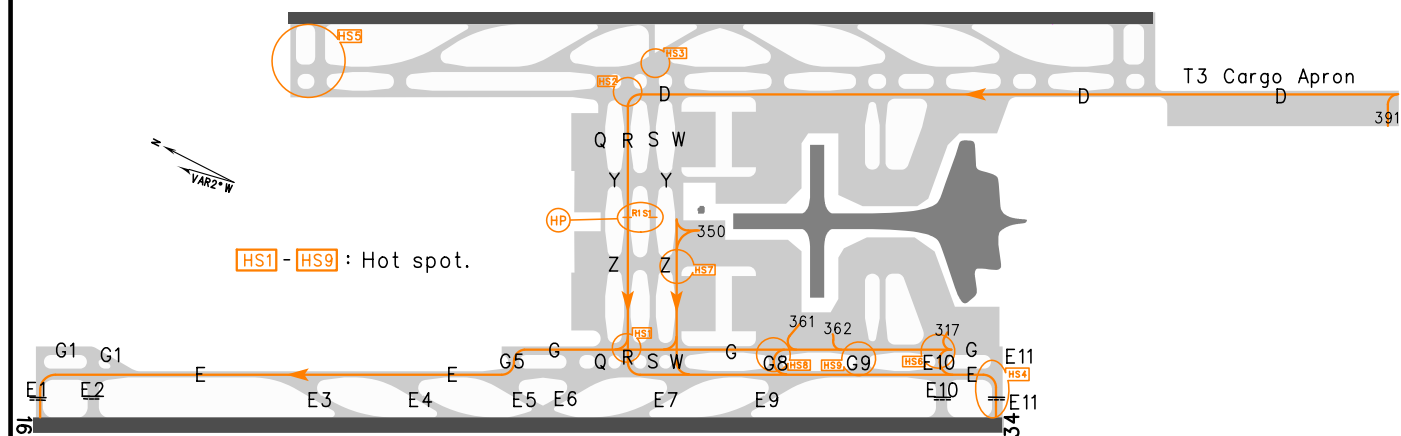 HS5
HS3
HS2
T3 Cargo Apron
D
D
D
391
Q R S W
N
VAR2°W
Y
Y
HP
R1 S1
350
HS1 - HS9 : Hot spot.
Z
Z
HS7
361
362
317
HS1
G1
G1
G5
G
Q R S W
G
G8
HS8
HS9
G9
HS6
E10
G
E11
E
E
E
HS4
E1
E2
E3
E4
E5
E6
E7
E9
E10
E11
16
34